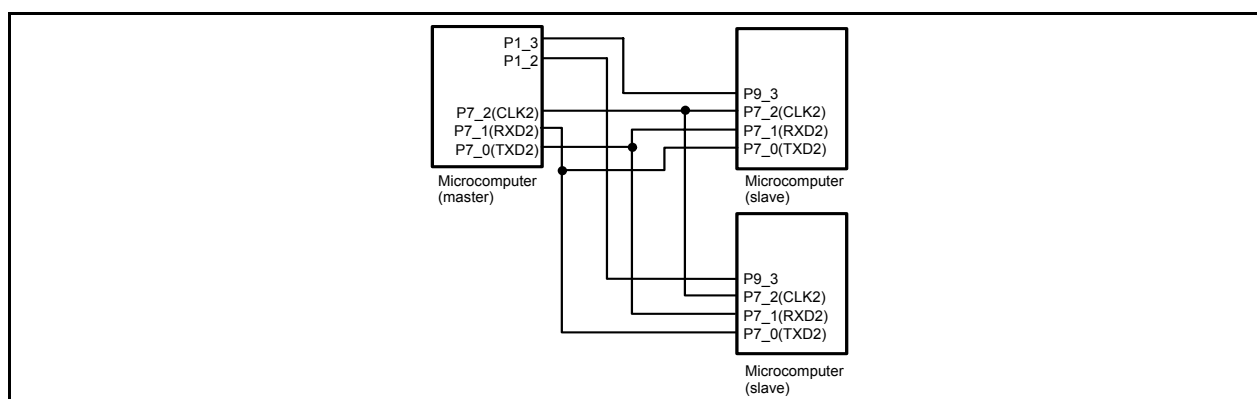 P1_3
P1_2
P7_2(CLK2)
P7_1(RXD2)
P7_0(TXD2)
Microcomputer
(master)
P9_3
P7_2(CLK2)
P7_1(RXD2)
P7_0(TXD2)
Microcomputer
(slave)
P9_3
P7_2(CLK2)
P7_1(RXD2)
P7_0(TXD2)
Microcomputer
(slave)